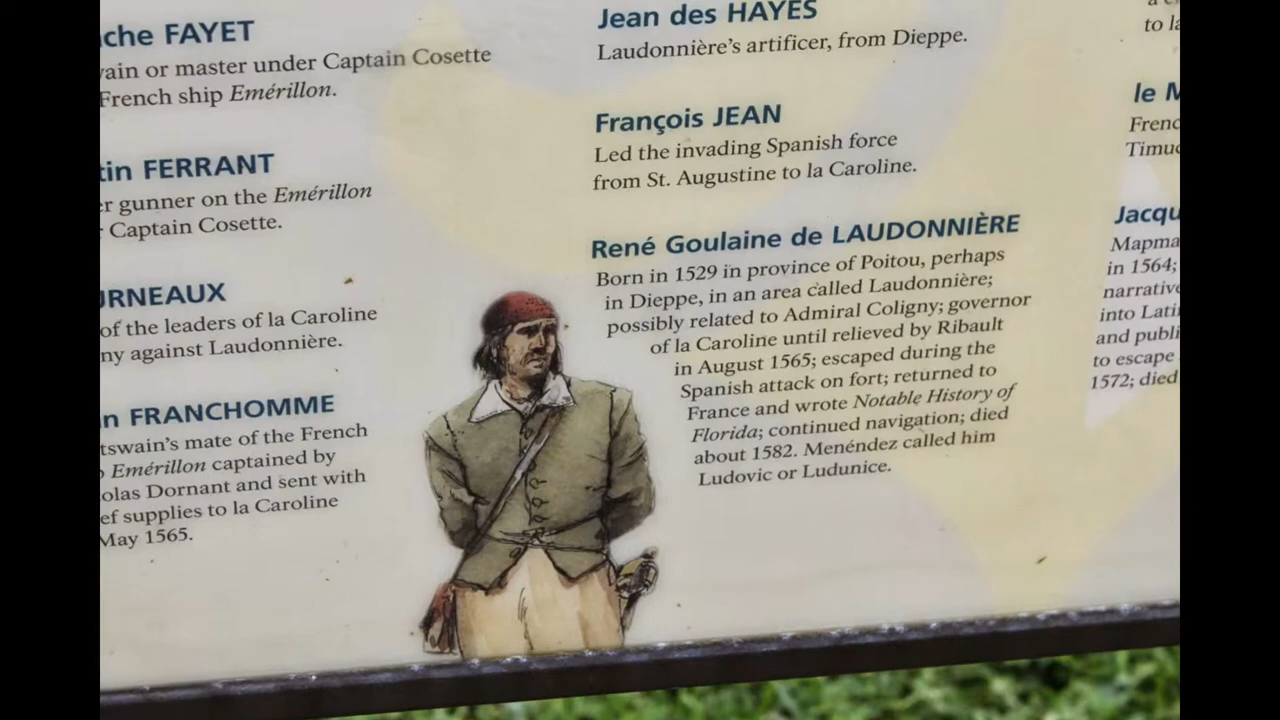 che FAYET
ain or master under Captain Cosette
French ship Emérillon.
tin FERRANT
er gunner on the Emérillon
Captain Cosette.
URNEAUX
of the leaders of la Caroline
ny against Laudonnière.
n FRANCHOMME
tswain's mate of the French
Emérillon captained by
olas Dornant and sent with
ef supplies to la Caroline
May 1565.
Jean des HAYES
Laudonnière's artificer, from Dieppe.
François JEAN
Led the invading Spanish force
from St. Augustine to la Caroline.
René Goulaine de LAUDONNIÈRE
Born in 1529 in province of Poitou, perhaps
in Dieppe, in an area called Laudonnière;
possibly related to Admiral Coligny; governor
of la Caroline until relieved by Ribault
in August 1565; escaped during the
Spanish attack on fort; returned to
France and wrote Notable History of
Florida; continued navigation; died
about 1582. Menéndez called him
Ludovic or Ludunice.
to la
le M
Frenc
Timuc
Jacqu
Mapma
in 1564;
narrative
into Lati
and publi
to escape
1572; died